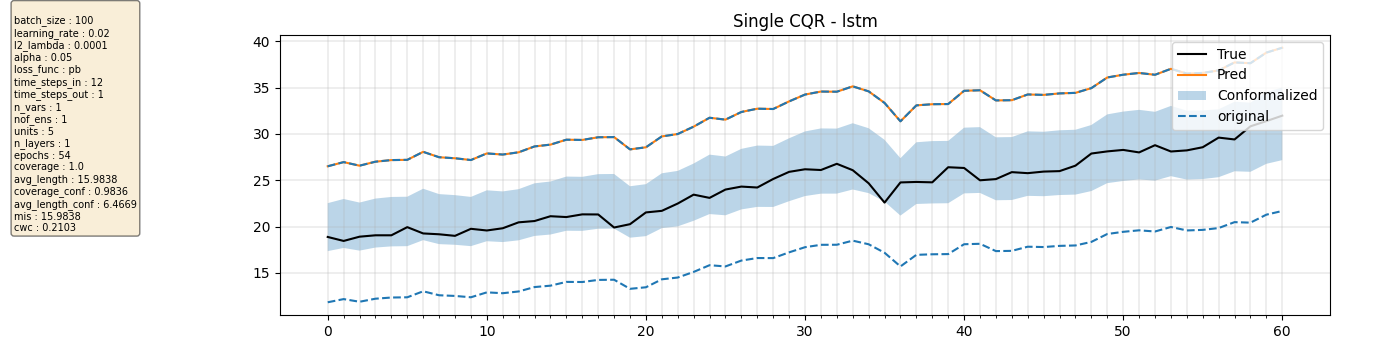 batch_size : 100
learning_rate : 0.02
l2_lambda : 0.0001
alpha : 0.05
loss_func : pb
time_steps_in : 12
time_steps_out : 1
n_vars : 1
nof_ens : 1
units : 5
n_layers : 1
epochs : 54
coverage : 1.0
avg_length : 15.9838
coverage_conf : 0.9836
avg_length_conf : 6.4669
mis : 15.9838
cwc : 0.2103
Single CQR - lstm
40
35
30
25
20
15
0 10 20 30 40 50 60
True
Pred
Conformalized
original